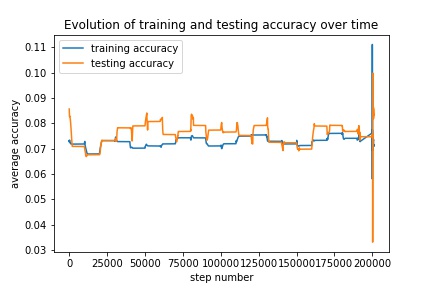 Evolution of training and testing accuracy over time
training accuracy
testing accuracy
average accuracy
0.11
0.10
0.09
0.08
0.07
0.06
0.05
0.04
0.03
0 25000 50000 75000 100000 125000 150000 175000 200000
step number